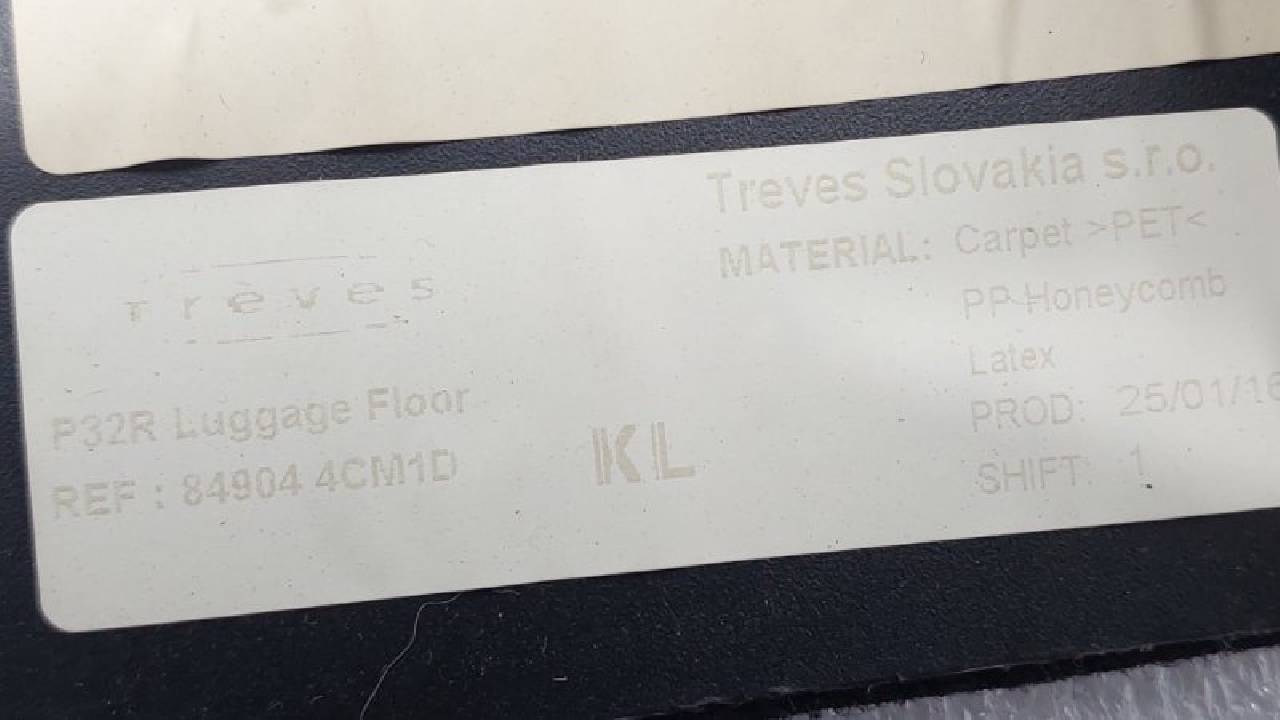 Treves Slovakia s.r.o.
MATERIAL: Carpet >PET<
PP Honeycomb
Latex
PROD: 25/01/16
SHIFT: 1
Trèves
P32R Luggage Floor
REF : 84904 4CM1D
KL